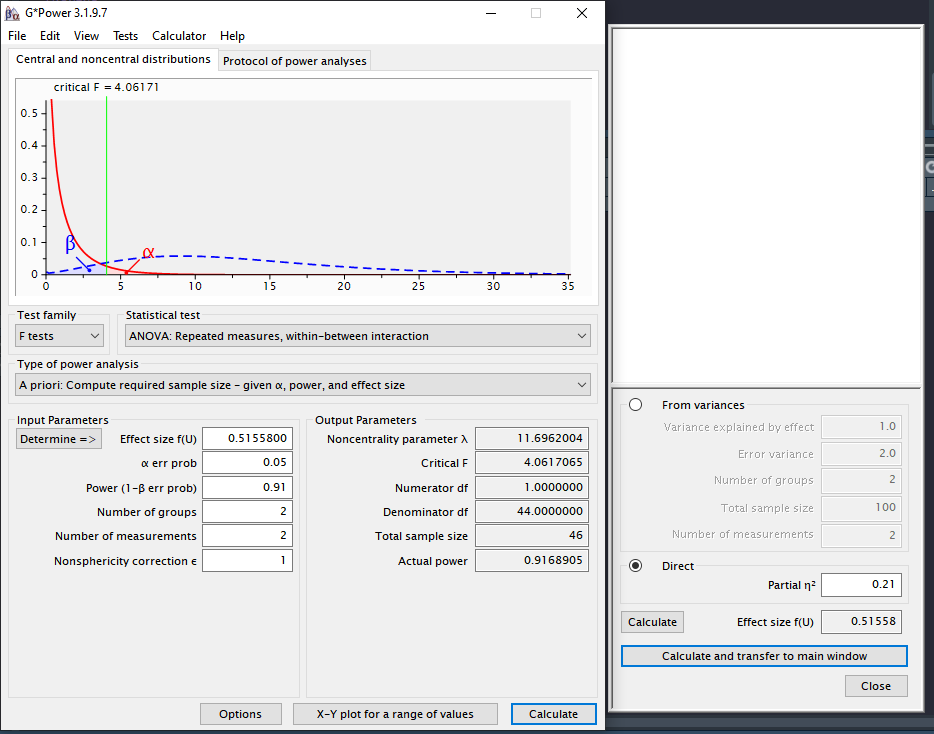 G*Power 3.1.9.7
File Edit View Tests Calculator Help
Central and noncentral distributions Protocol of power analyses
critical F = 4.06171
0.5
0.4
0.3
0.2
0.1
0
β
α
0 5 10 15 20 25 30 35
Test family Statistical test
F tests ANOVA: Repeated measures, within-between interaction
Type of power analysis
A priori: Compute required sample size - given α, power, and effect size
Input Parameters
Determine => Effect size f(U) 0.5155800
α err prob 0.05
Power (1-β err prob) 0.91
Number of groups 2
Number of measurements 2
Nonsphericity correction ϵ 1
Output Parameters
Noncentrality parameter λ 11.6962004
Critical F 4.0617065
Numerator df 1.0000000
Denominator df 44.0000000
Total sample size 46
Actual power 0.9168905
Options X-Y plot for a range of values Calculate
From variances
Variance explained by effect 1.0
Error variance 2.0
Number of groups 2
Total sample size 100
Number of measurements 2
Direct
Partial η² 0.21
Calculate Effect size f(U) 0.51558
Calculate and transfer to main window
Close